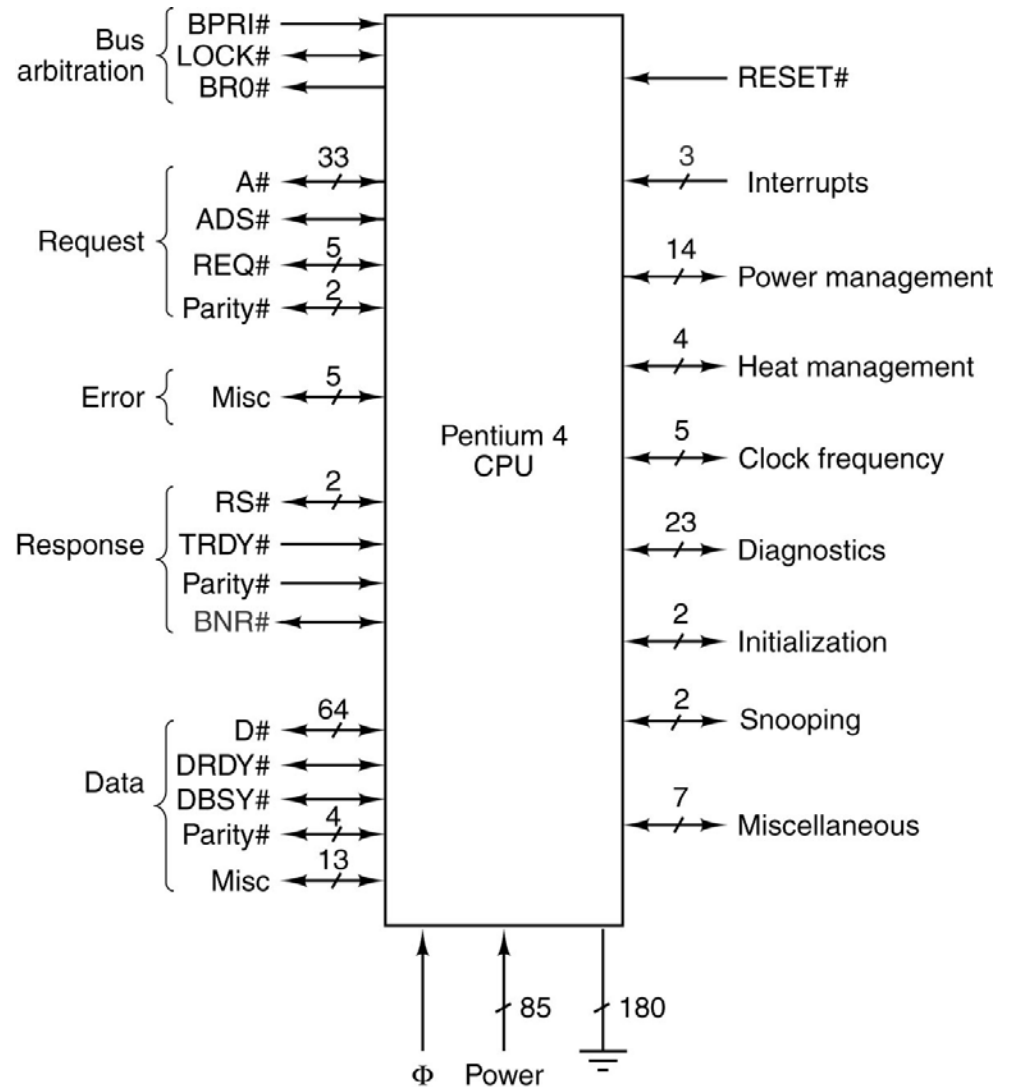 Bus
arbitration
BPRI#
LOCK#
BR0#
Request
A#
33
ADS#
REQ#
5
Parity#
2
Error
Misc
5
Response
RS#
2
TRDY#
Parity#
BNR#
Data
D#
64
DRDY#
DBSY#
Parity#
4
Misc
13
Pentium 4
CPU
RESET#
3
Interrupts
14
Power management
4
Heat management
5
Clock frequency
23
Diagnostics
2
Initialization
2
Snooping
7
Miscellaneous
Φ
85
Power
180